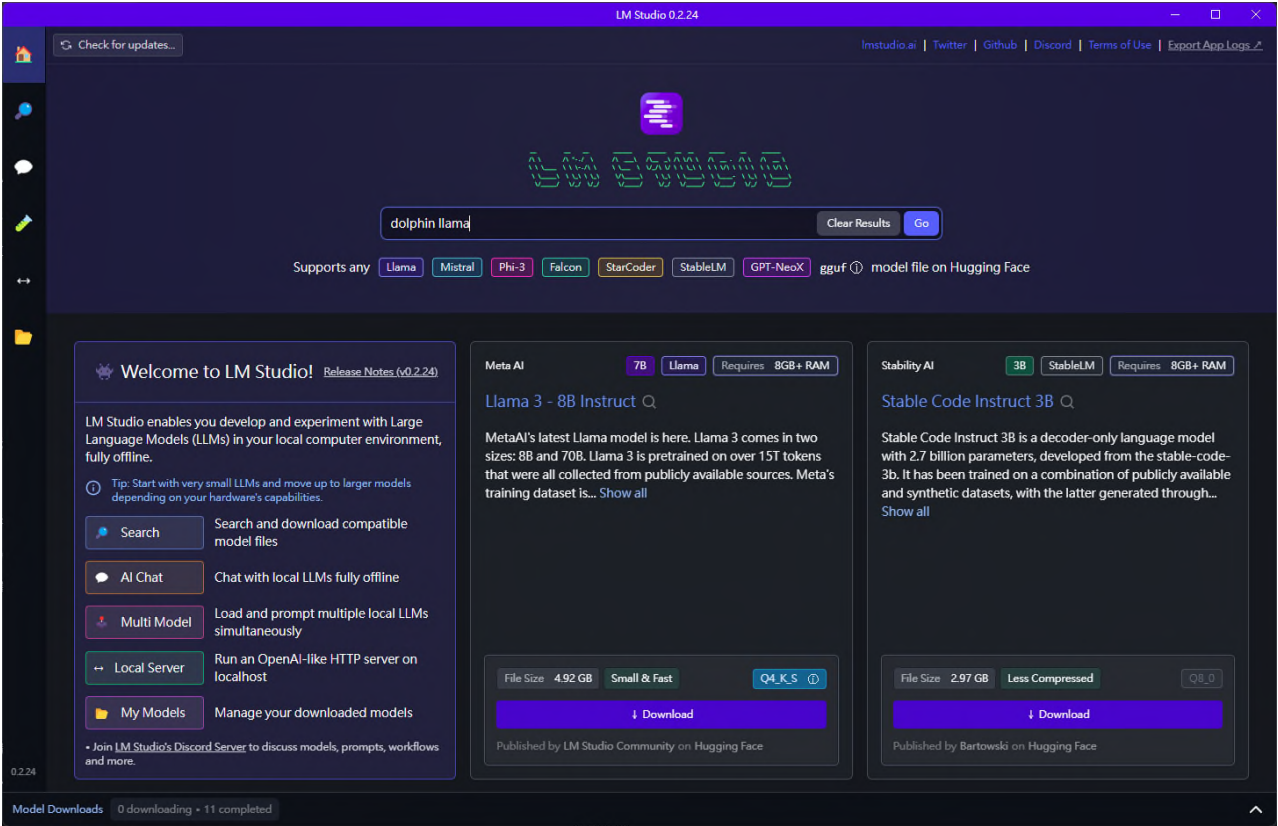 LM Studio 0.2.24
Check for updates...
lmstudio.ai | Twitter | Github | Discord | Terms of Use | Export App Logs ↗
LM STUDIO
dolphin llama
Clear Results
Go
Supports any Llama Mistral Phi-3 Falcon StarCoder StableLM GPT-NeoX gguf ⓘ model file on Hugging Face
Welcome to LM Studio! Release Notes (v0.2.24)
LM Studio enables you develop and experiment with Large
Language Models (LLMs) in your local computer environment,
fully offline.
Tip: Start with very small LLMs and move up to larger models
depending on your hardware's capabilities.
Search
Search and download compatible
model files
AI Chat
Chat with local LLMs fully offline
Multi Model
Load and prompt multiple local LLMs
simultaneously
↔ Local Server
Run an OpenAI-like HTTP server on
localhost
My Models
Manage your downloaded models
• Join LM Studio's Discord Server to discuss models, prompts, workflows
and more.
Meta AI
7B
Llama
Requires 8GB+ RAM
Llama 3 - 8B Instruct
MetaAI's latest Llama model is here. Llama 3 comes in two
sizes: 8B and 70B. Llama 3 is pretrained on over 15T tokens
that were all collected from publicly available sources. Meta's
training dataset is... Show all
File Size 4.92 GB
Small & Fast
Q4_K_S ⓘ
↓ Download
Published by LM Studio Community on Hugging Face
Stability AI
3B
StableLM
Requires 8GB+ RAM
Stable Code Instruct 3B
Stable Code Instruct 3B is a decoder-only language model
with 2.7 billion parameters, developed from the stable-code-
3b. It has been trained on a combination of publicly available
and synthetic datasets, with the latter generated through...
Show all
File Size 2.97 GB
Less Compressed
Q8_0
↓ Download
Published by Bartowski on Hugging Face
0.2.24
Model Downloads 0 downloading • 11 completed